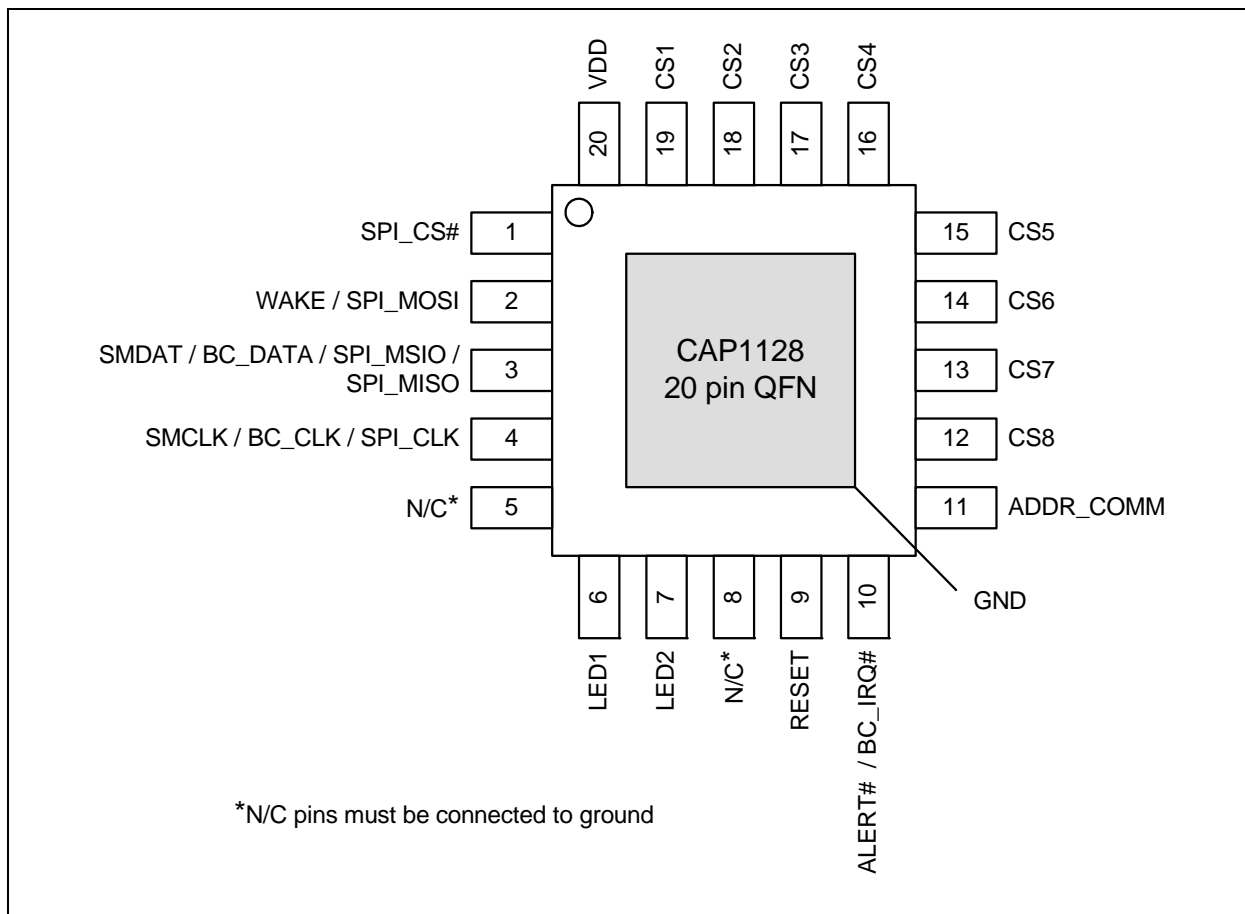 VDD
CS1
CS2
CS3
CS4
20
19
18
17
16
SPI_CS#
1
WAKE / SPI_MOSI
2
SMDAT / BC_DATA / SPI_MSIO /
SPI_MISO
3
SMCLK / BC_CLK / SPI_CLK
4
N/C*
5
CAP1128
20 pin QFN
15
CS5
14
CS6
13
CS7
12
CS8
11
ADDR_COMM
GND
6
7
8
9
10
LED1
LED2
N/C*
RESET
ALERT# / BC_IRQ#
*N/C pins must be connected to ground